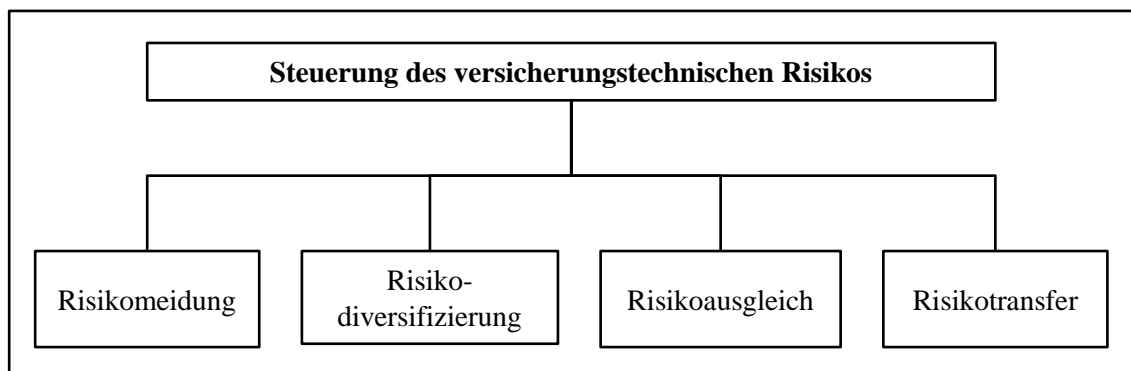 Steuerung des versicherungstechnischen Risikos
Risikomeidung
Risiko-
diversifizierung
Risikoausgleich
Risikotransfer